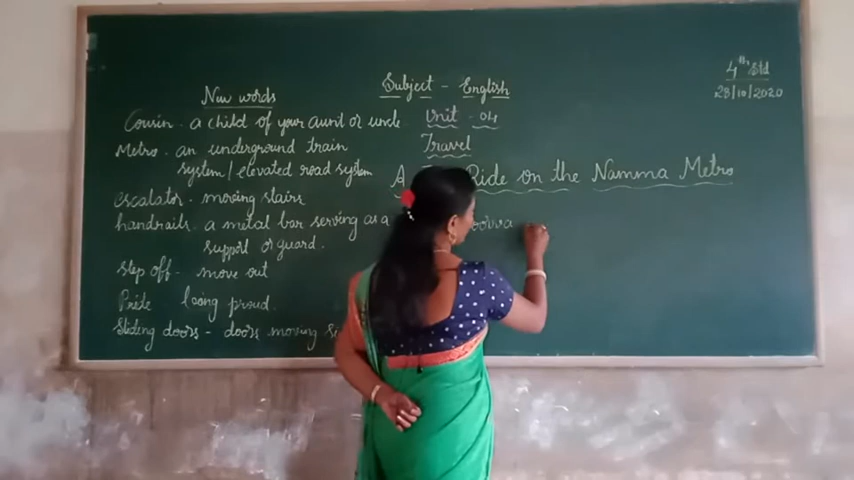 4th Std
28/10/2020
New words
Subject - English
Cousin - a child of your aunt or uncle.
Unit - 04
Metro - an underground train
Travel
system/elevated road system
A Ride on the Namma Metro
escalator - moving stairs
handrails - a metal bar serving as a
support or guard.
step off - move out
Pride being proud.
Sliding doors - doors moving